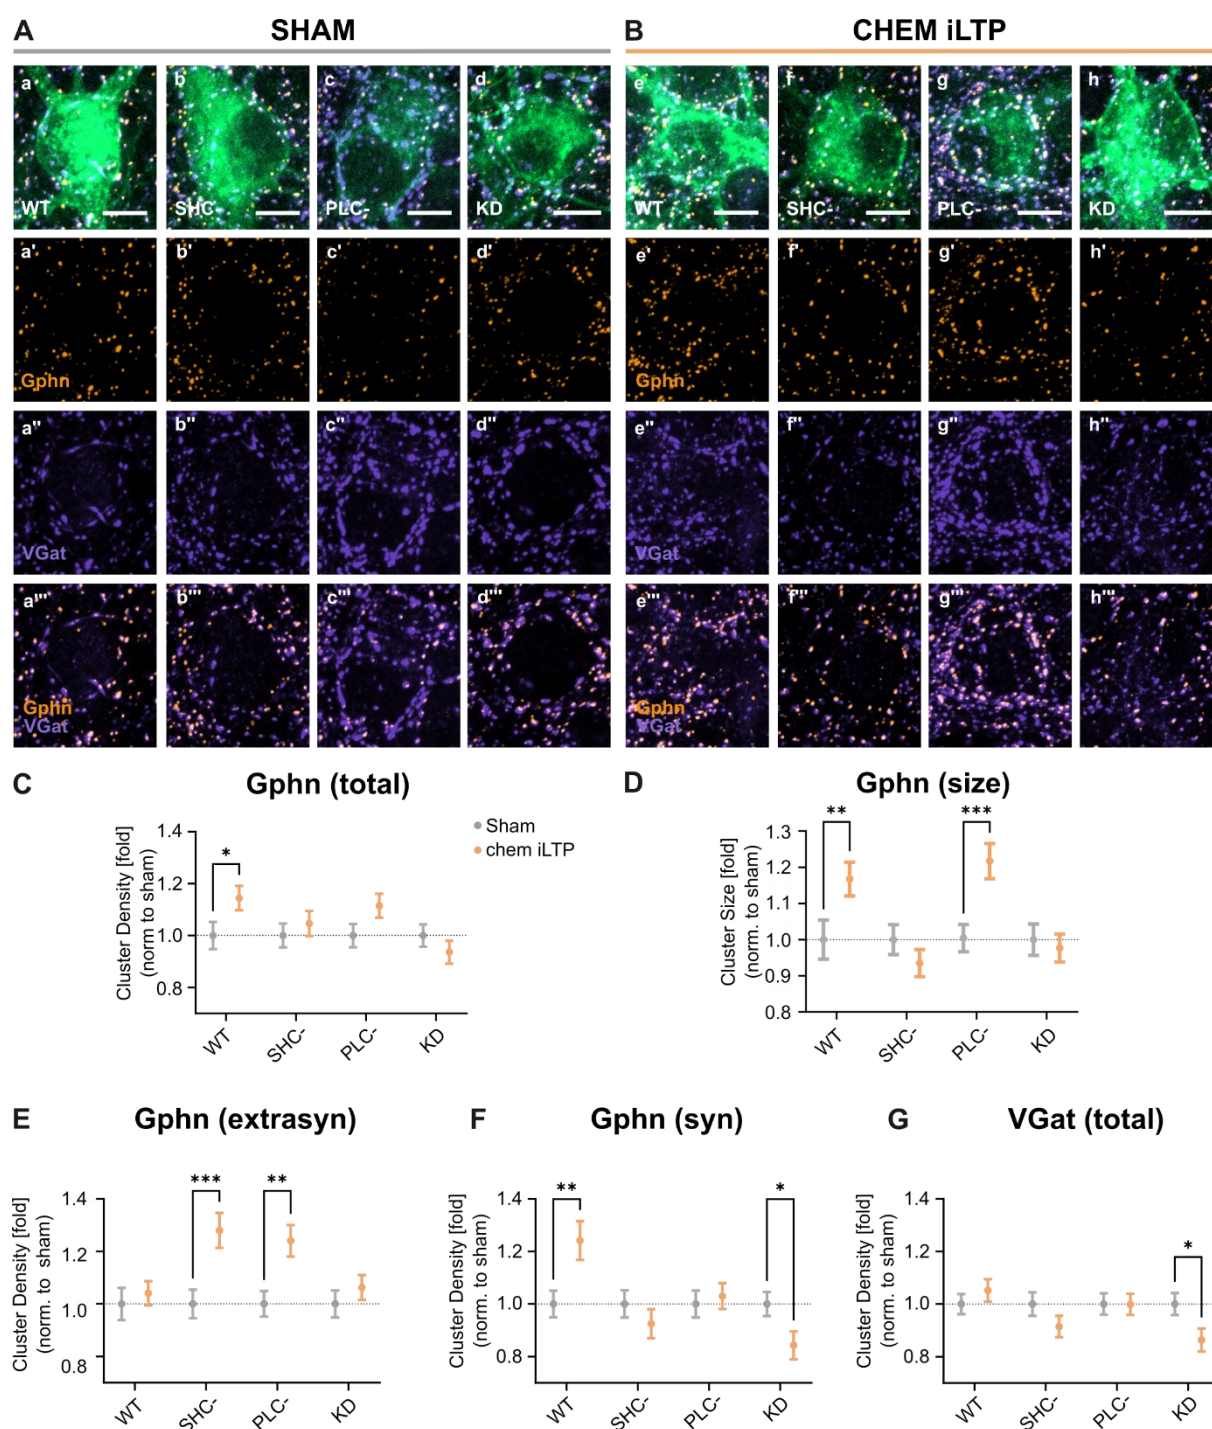 A SHAM B CHEM iLTP
a b c d e f g h
WT SHC- PLC- KD WT SHC- PLC- KD
a' b' c' d' e' f' g' h'
Gphn Gphn
a'' b'' c'' d'' e'' f'' g'' h''
VGat VGat
a''' b''' c''' d''' e''' f''' g''' h'''
Gphn Gphn
VGat VGat
C Gphn (total)
Cluster Density [fold]
(norm to sham)
1.4
1.2
1.0
0.8
*
WT SHC- PLC- KD
Sham
chem iLTP
D Gphn (size)
Cluster Size [fold]
(norm. to sham)
1.3
1.2
1.1
1.0
0.9
0.8
** ***
WT SHC- PLC- KD
E Gphn (extrasyn)
Cluster Density [fold]
(norm. to sham)
1.4
1.2
1.0
0.8
*** **
WT SHC- PLC- KD
F Gphn (syn)
Cluster Density [fold]
(norm. to sham)
1.4
1.2
1.0
0.8
** *
WT SHC- PLC- KD
G VGat (total)
Cluster Density [fold]
(norm. to sham)
1.4
1.2
1.0
0.8
*
WT SHC- PLC- KD